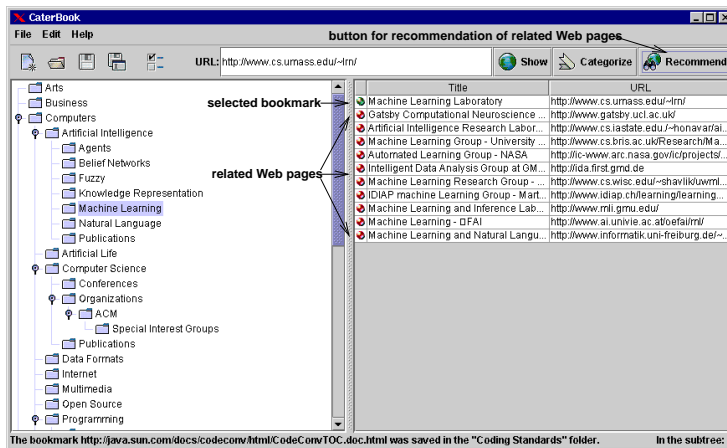 CaterBook
File Edit Help
button for recommendation of related Web pages
URL: http://www.cs.umass.edu/~lrn/
Show
Categorize
Recommend
Arts
Business
Computers
Artificial Intelligence
Agents
Belief Networks
Fuzzy
Knowledge Representation
Machine Learning
Natural Language
Publications
Artificial Life
Computer Science
Conferences
Organizations
ACM
Special Interest Groups
Publications
Data Formats
Internet
Multimedia
Open Source
Programming
selected bookmark
related Web pages
Title URL
Machine Learning Laboratory http://www.cs.umass.edu/~lrn/
Gatsby Computational Neuroscience ... http://www.gatsby.ucl.ac.uk/
Artificial Intelligence Research Labor... http://www.cs.iastate.edu/~honavar/ai...
Machine Learning Group - University ... http://www.cs.bris.ac.uk/Research/Ma...
Automated Learning Group - NASA http://ic-www.arc.nasa.gov/ic/projects/...
Intelligent Data Analysis Group at GM... http://ida.first.gmd.de
Machine Learning Research Group - ... http://www.cs.wisc.edu/~shavlik/uwml...
IDIAP machine Learning Group - Mart... http://www.idiap.ch/learning/learning...
Machine Learning and Inference Lab... http://www.mli.gmu.edu/
Machine Learning - □FAI http://www.ai.univie.ac.at/oefai/ml/
Machine Learning and Natural Langu... http://www.informatik.uni-freiburg.de/~...
The bookmark http://java.sun.com/docs/codeconv/html/CodeConvTOC.doc.html was saved in the "Coding Standards" folder. In the subtree: